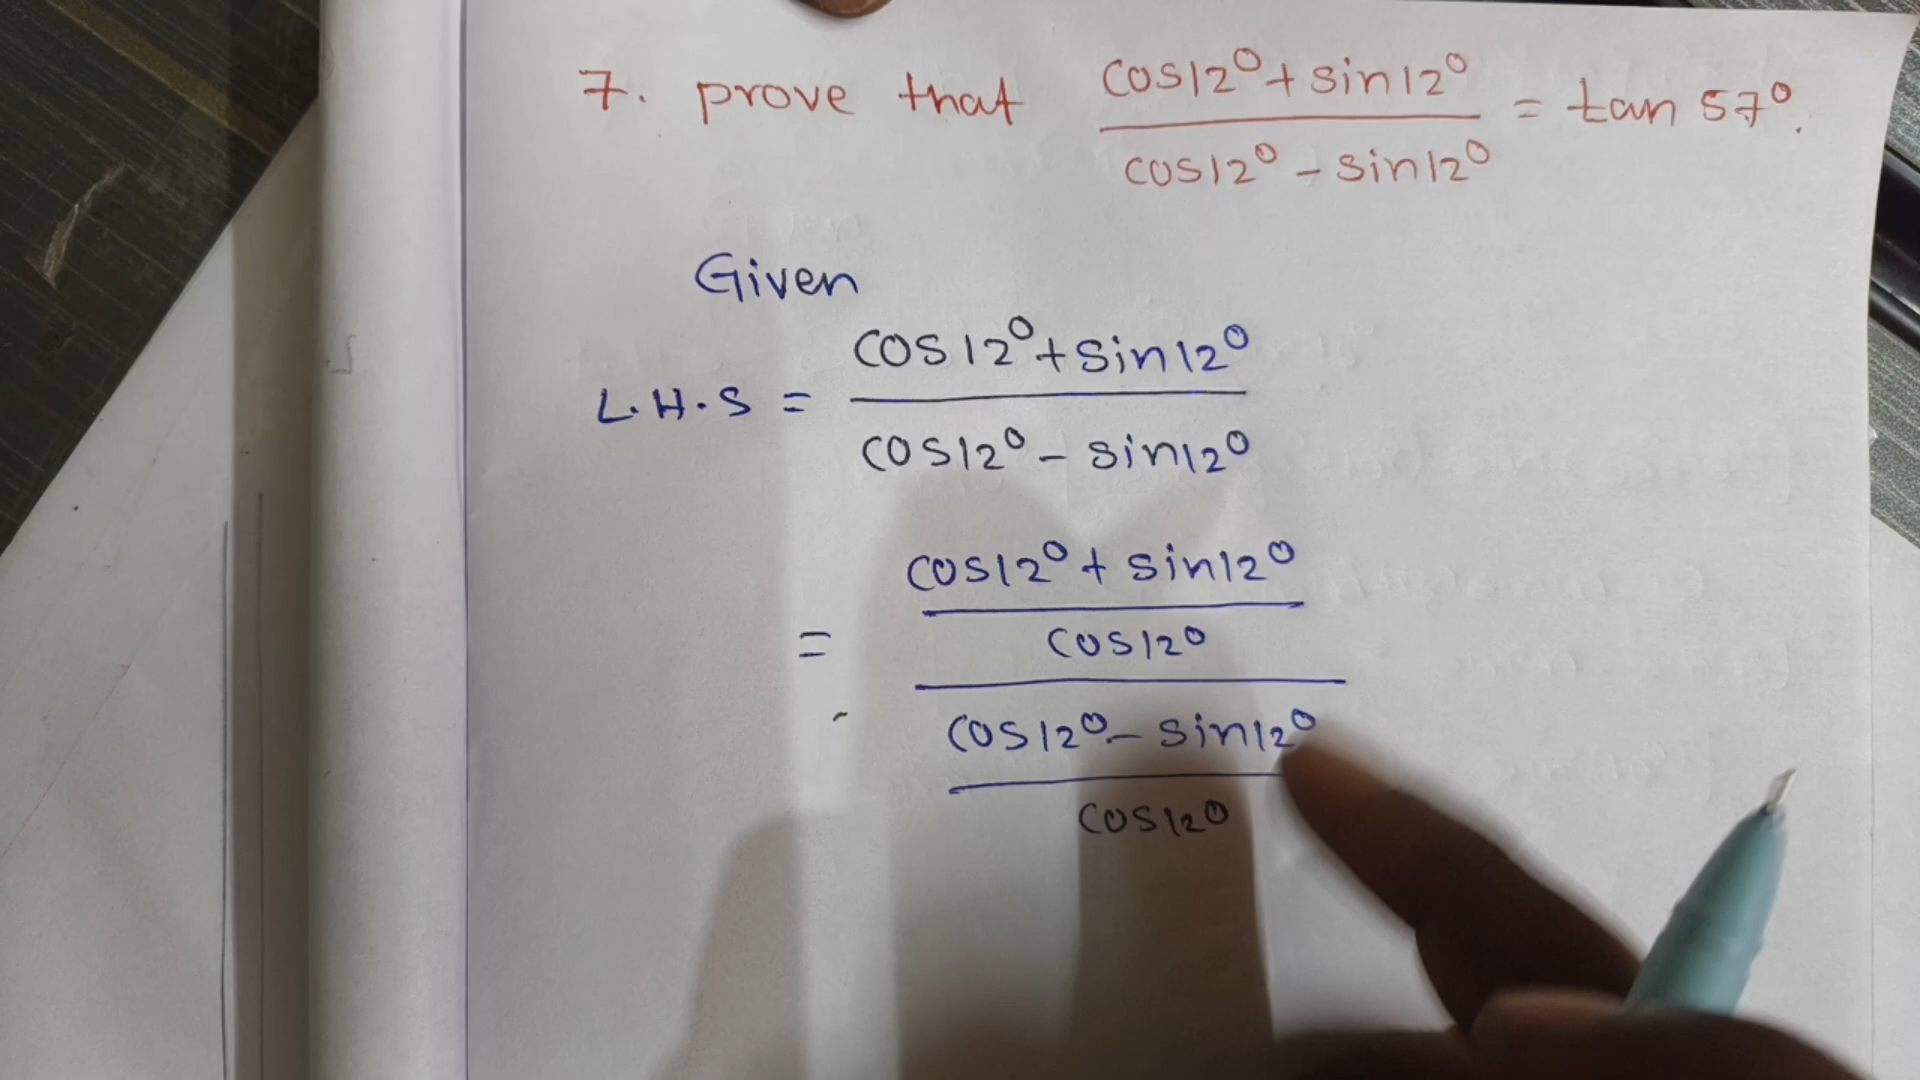 7. prove that cos12° + sin12° / cos12° - sin12° = tan 57°.
Given
L.H.S = cos12° + sin12° / cos12° - sin12°
= cos12° + sin12° / cos12° / cos12° - sin12° / cos12°